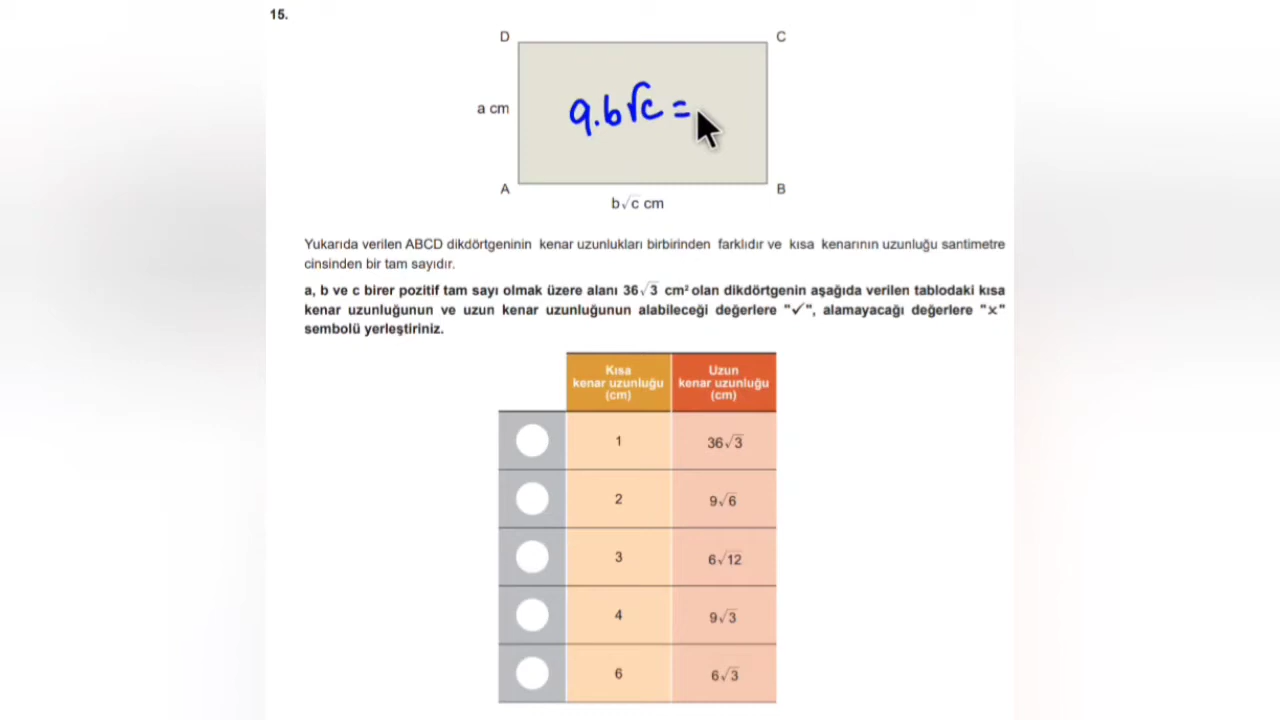 15.
D
C
a cm
a.b√c =
A
B
b√c cm
Yukarıda verilen ABCD dikdörtgeninin kenar uzunlukları birbirinden farklıdır ve kısa kenarının uzunluğu santimetre
cinsinden bir tam sayıdır.
a, b ve c birer pozitif tam sayı olmak üzere alanı 36√3 cm² olan dikdörtgenin aşağıda verilen tablodaki kısa
kenar uzunluğunun ve uzun kenar uzunluğunun alabileceği değerlere "✓", alamayacağı değerlere "×"
sembolü yerleştiriniz.
Kısa
kenar uzunluğu
(cm)
Uzun
kenar uzunluğu
(cm)
1
36√3
2
9√6
3
6√12
4
9√3
6
6√3